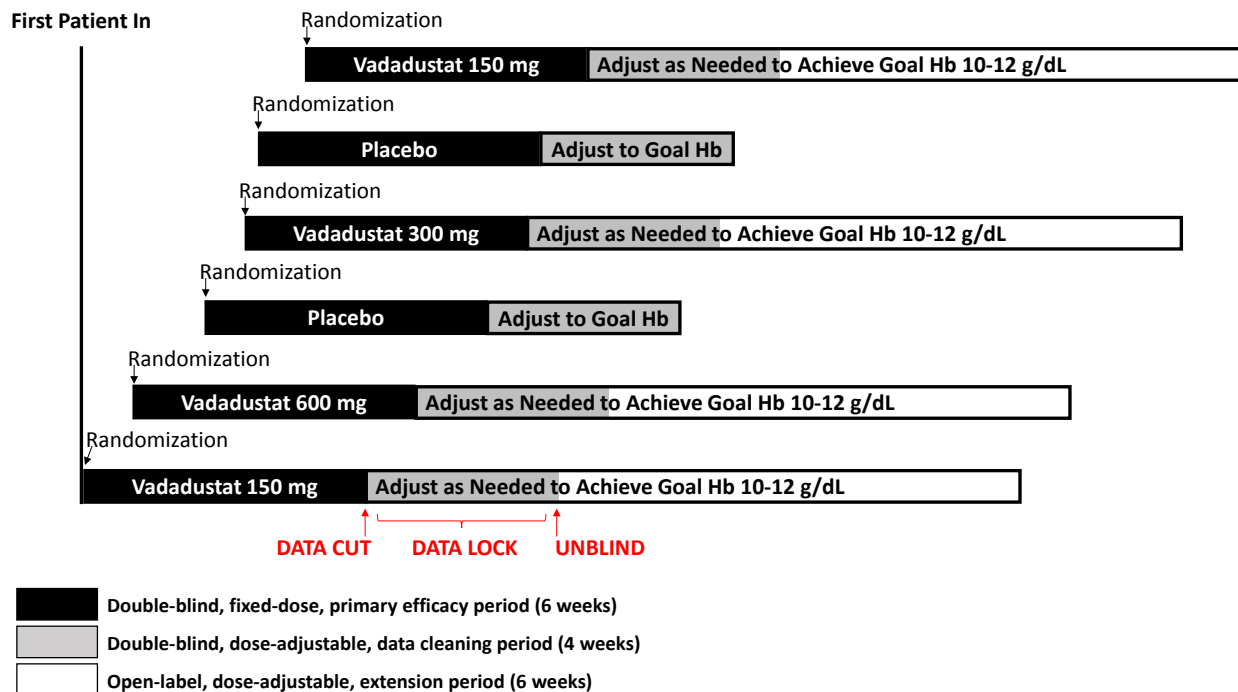 First Patient In
Randomization
Vadadustat 150 mg
Adjust as Needed to Achieve Goal Hb 10-12 g/dL
Randomization
Placebo
Adjust to Goal Hb
Randomization
Vadadustat 300 mg
Adjust as Needed to Achieve Goal Hb 10-12 g/dL
Randomization
Placebo
Adjust to Goal Hb
Randomization
Vadadustat 600 mg
Adjust as Needed to Achieve Goal Hb 10-12 g/dL
Randomization
Vadadustat 150 mg
Adjust as Needed to Achieve Goal Hb 10-12 g/dL
DATA CUT
DATA LOCK
UNBLIND
Double-blind, fixed-dose, primary efficacy period (6 weeks)
Double-blind, dose-adjustable, data cleaning period (4 weeks)
Open-label, dose-adjustable, extension period (6 weeks)